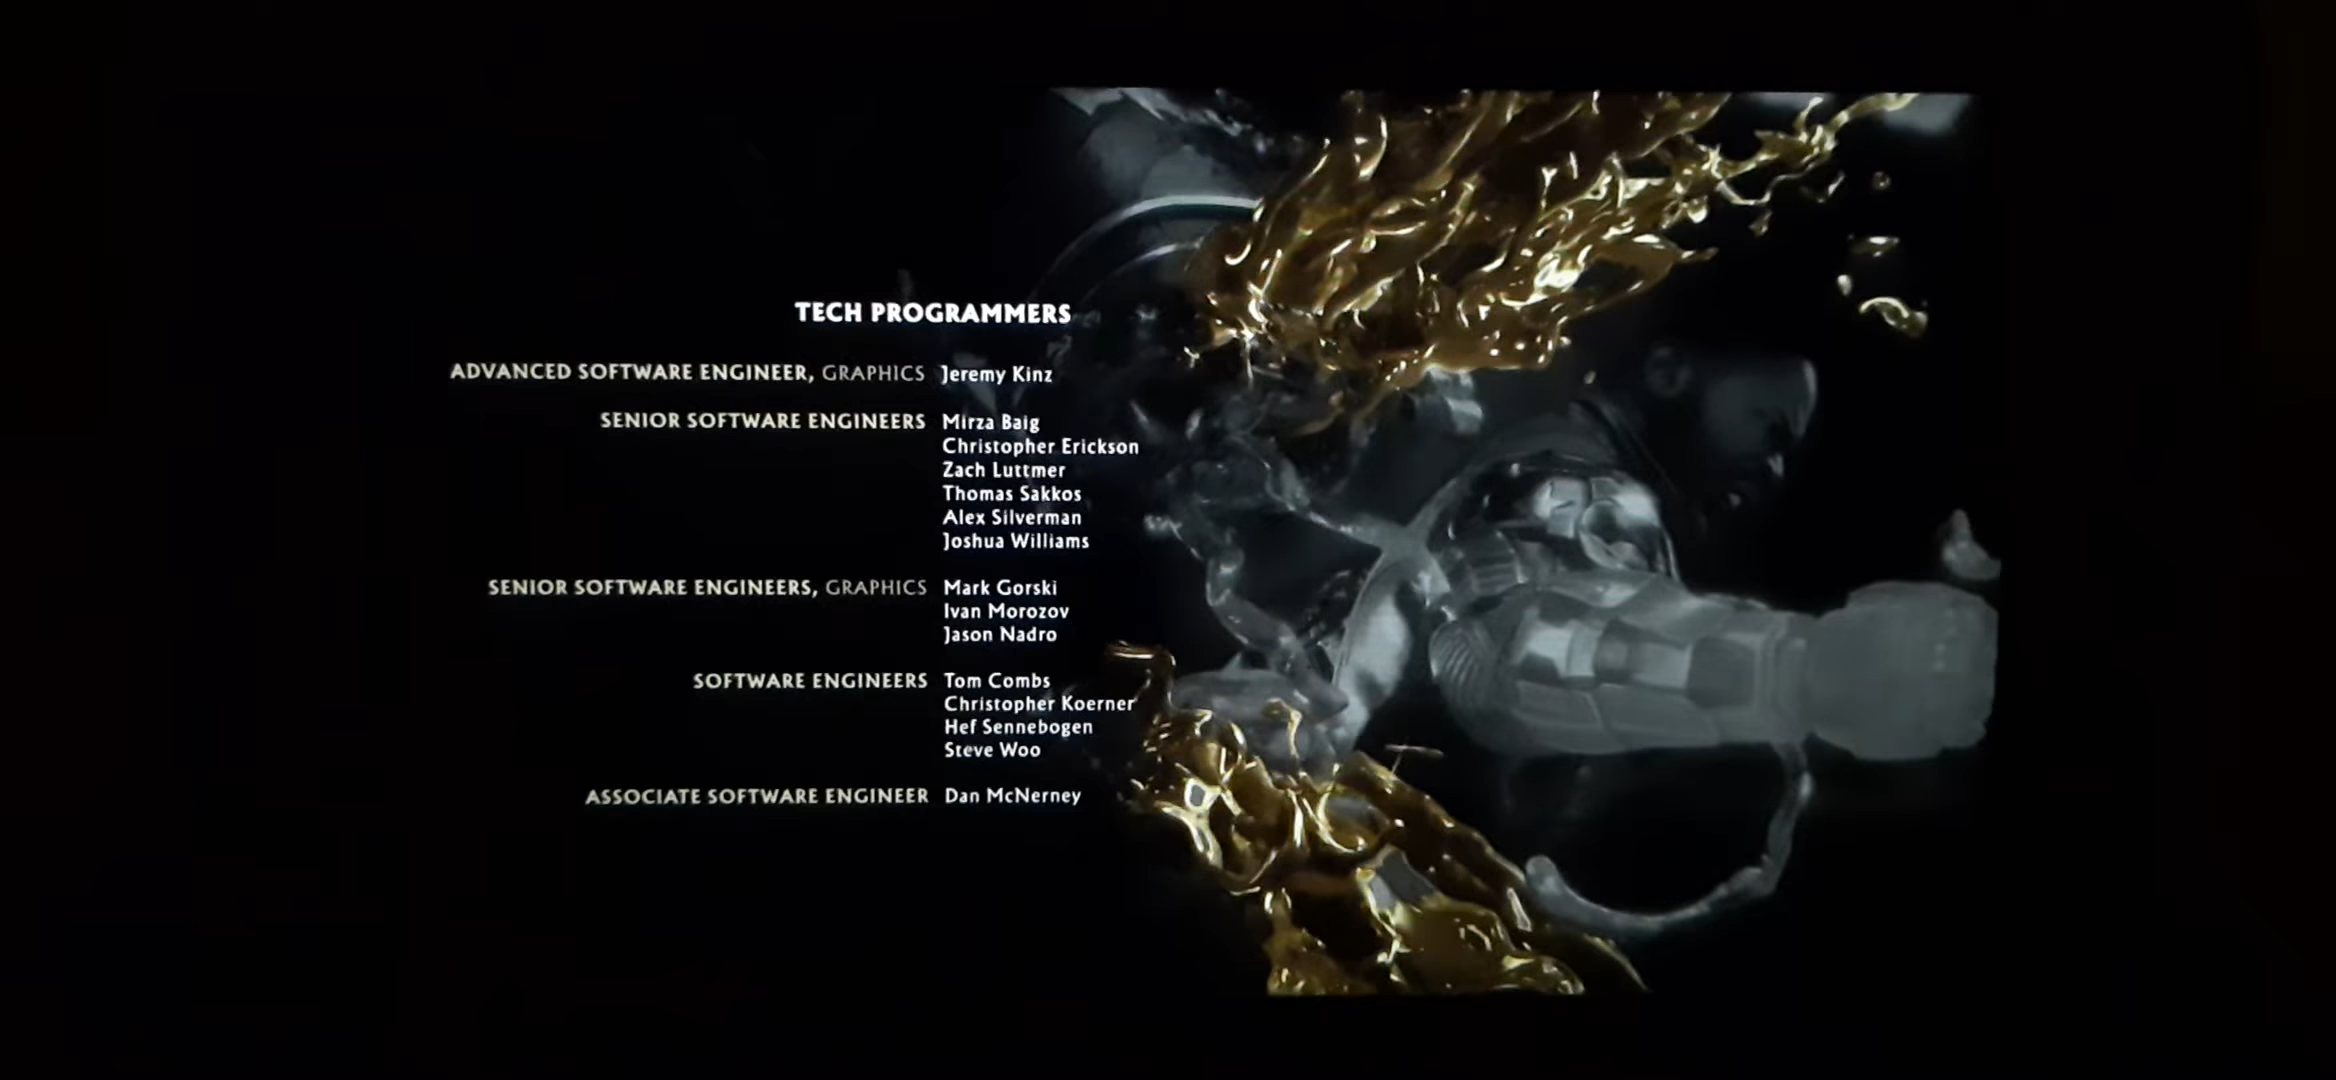 TECH PROGRAMMERS
ADVANCED SOFTWARE ENGINEER, GRAPHICS Jeremy Kinz
SENIOR SOFTWARE ENGINEERS Mirza Baig
Christopher Erickson
Zach Luttmer
Thomas Sakkos
Alex Silverman
Joshua Williams
SENIOR SOFTWARE ENGINEERS, GRAPHICS Mark Gorski
Ivan Morozov
Jason Nadro
SOFTWARE ENGINEERS Tom Combs
Christopher Koerner
Hef Sennebogen
Steve Woo
ASSOCIATE SOFTWARE ENGINEER Dan McNerney